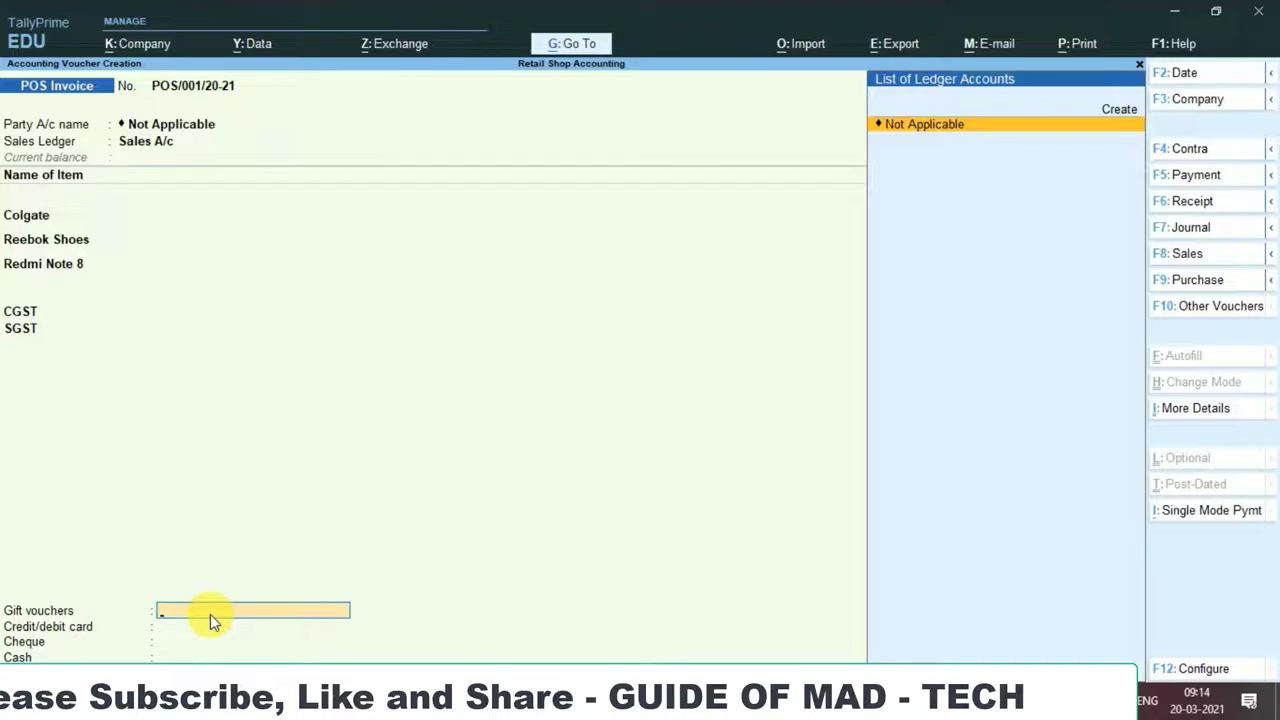 TallyPrime
EDU
MANAGE
K: Company
Y: Data
Z: Exchange
G: Go To
O: Import
E: Export
M: E-mail
P: Print
F1: Help
Accounting Voucher Creation
Retail Shop Accounting
POS Invoice No. POS/001/20-21
Party A/c name : ♦ Not Applicable
Sales Ledger : Sales A/c
Current balance :
Name of Item
Colgate
Reebok Shoes
Redmi Note 8
CGST
SGST
Gift vouchers :
Credit/debit card :
Cheque :
Cash :
List of Ledger Accounts
Create
♦ Not Applicable
F2: Date
F3: Company
F4: Contra
F5: Payment
F6: Receipt
F7: Journal
F8: Sales
F9: Purchase
F10: Other Vouchers
F: Autofill
H: Change Mode
I: More Details
L: Optional
T: Post-Dated
I: Single Mode Pymt
F12: Configure
ease Subscribe, Like and Share - GUIDE OF MAD - TECH
ENG
09:14
20-03-2021